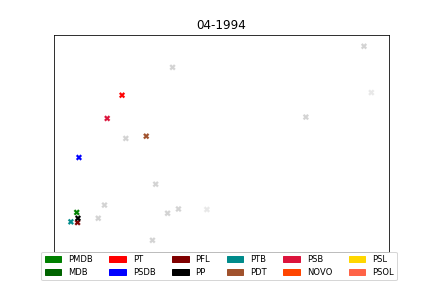 04-1994
PMDB PT PFL PTB PSB PSL
MDB PSDB PP PDT NOVO PSOL